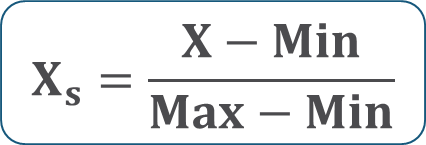 Xₛ = (X − Min) / (Max − Min)